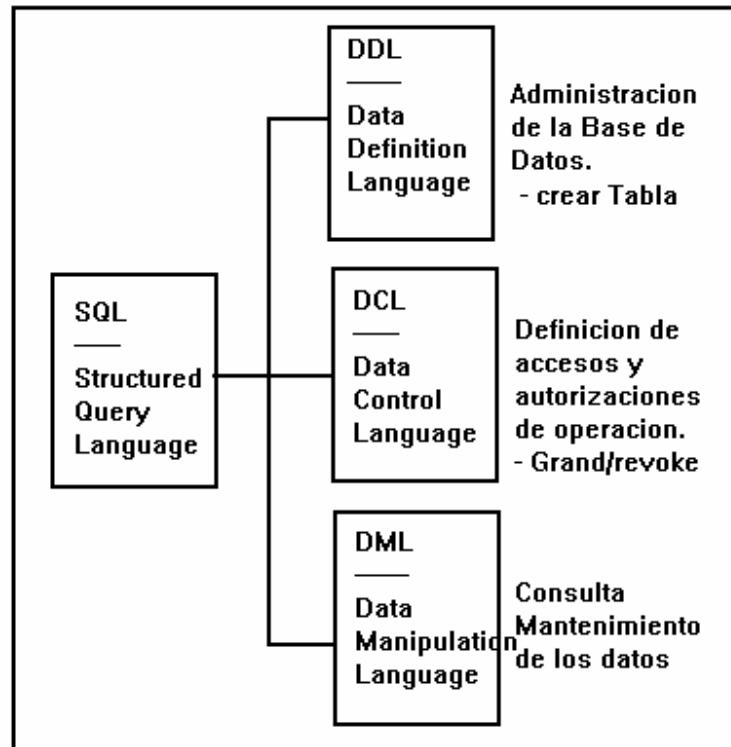 DDL
Data
Definition
Language
Administracion
de la Base de
Datos.
- crear Tabla
SQL
Structured
Query
Language
DCL
Data
Control
Language
Definicion de
accesos y
autorizaciones
de operacion.
- Grand/revoke
DML
Data
Manipulation
Language
Consulta
Mantenimiento
de los datos